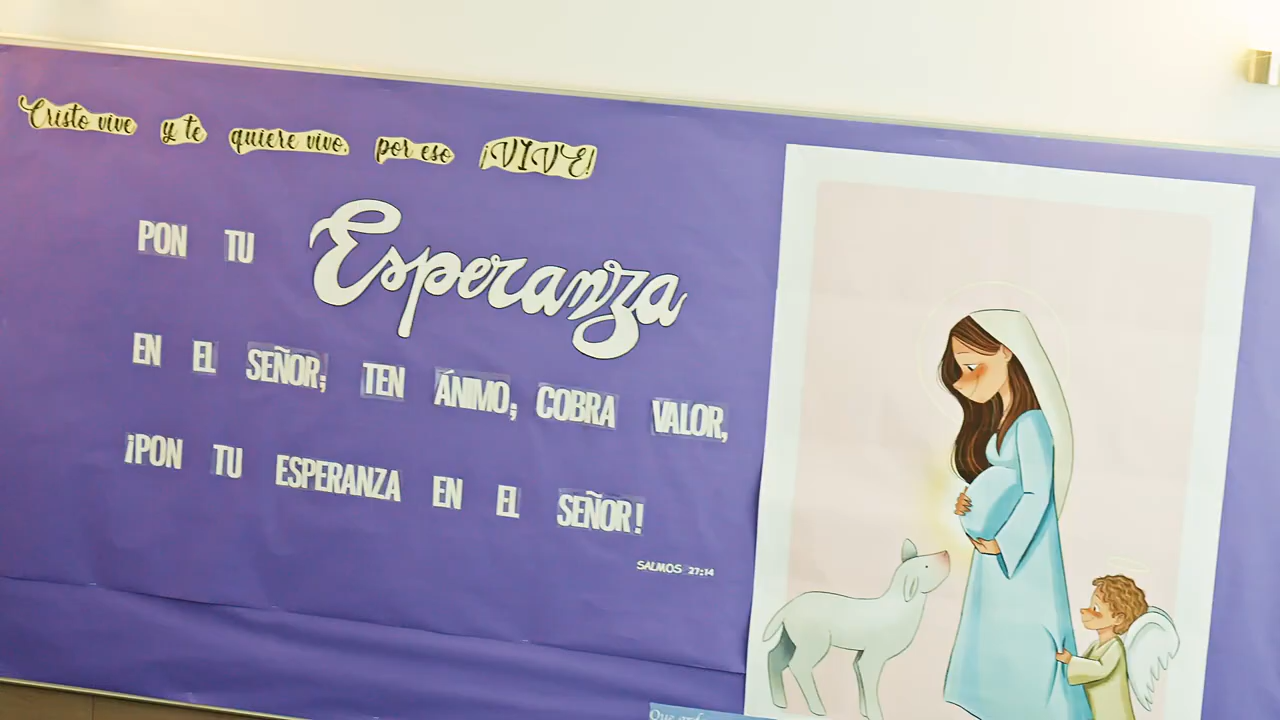 Cristo vive y te quiere vivo, por eso ¡VIVE!
PON TU Esperanza
EN EL SEÑOR; TEN ÁNIMO; COBRA VALOR,
¡PON TU ESPERANZA EN EL SEÑOR!
SALMOS 27:14